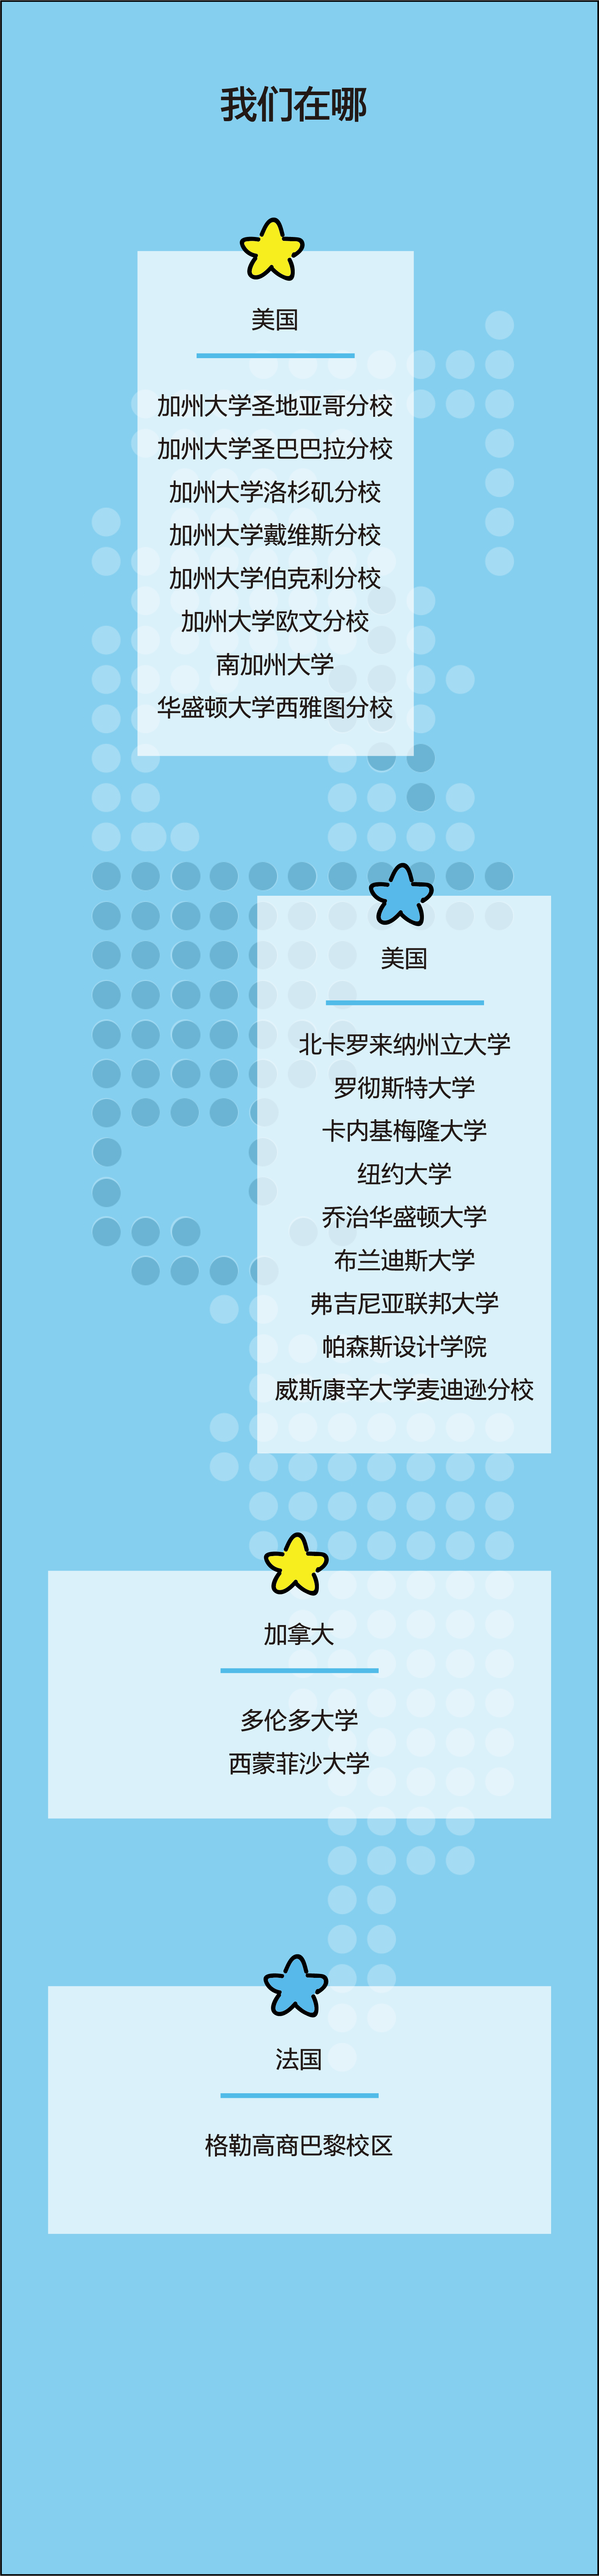 我们在哪
美国
加州大学圣地亚哥分校
加州大学圣巴巴拉分校
加州大学洛杉矶分校
加州大学戴维斯分校
加州大学伯克利分校
加州大学欧文分校
南加州大学
华盛顿大学西雅图分校
美国
北卡罗来纳州立大学
罗彻斯特大学
卡内基梅隆大学
纽约大学
乔治华盛顿大学
布兰迪斯大学
弗吉尼亚联邦大学
帕森斯设计学院
威斯康辛大学麦迪逊分校
加拿大
多伦多大学
西蒙菲沙大学
法国
格勒高商巴黎校区